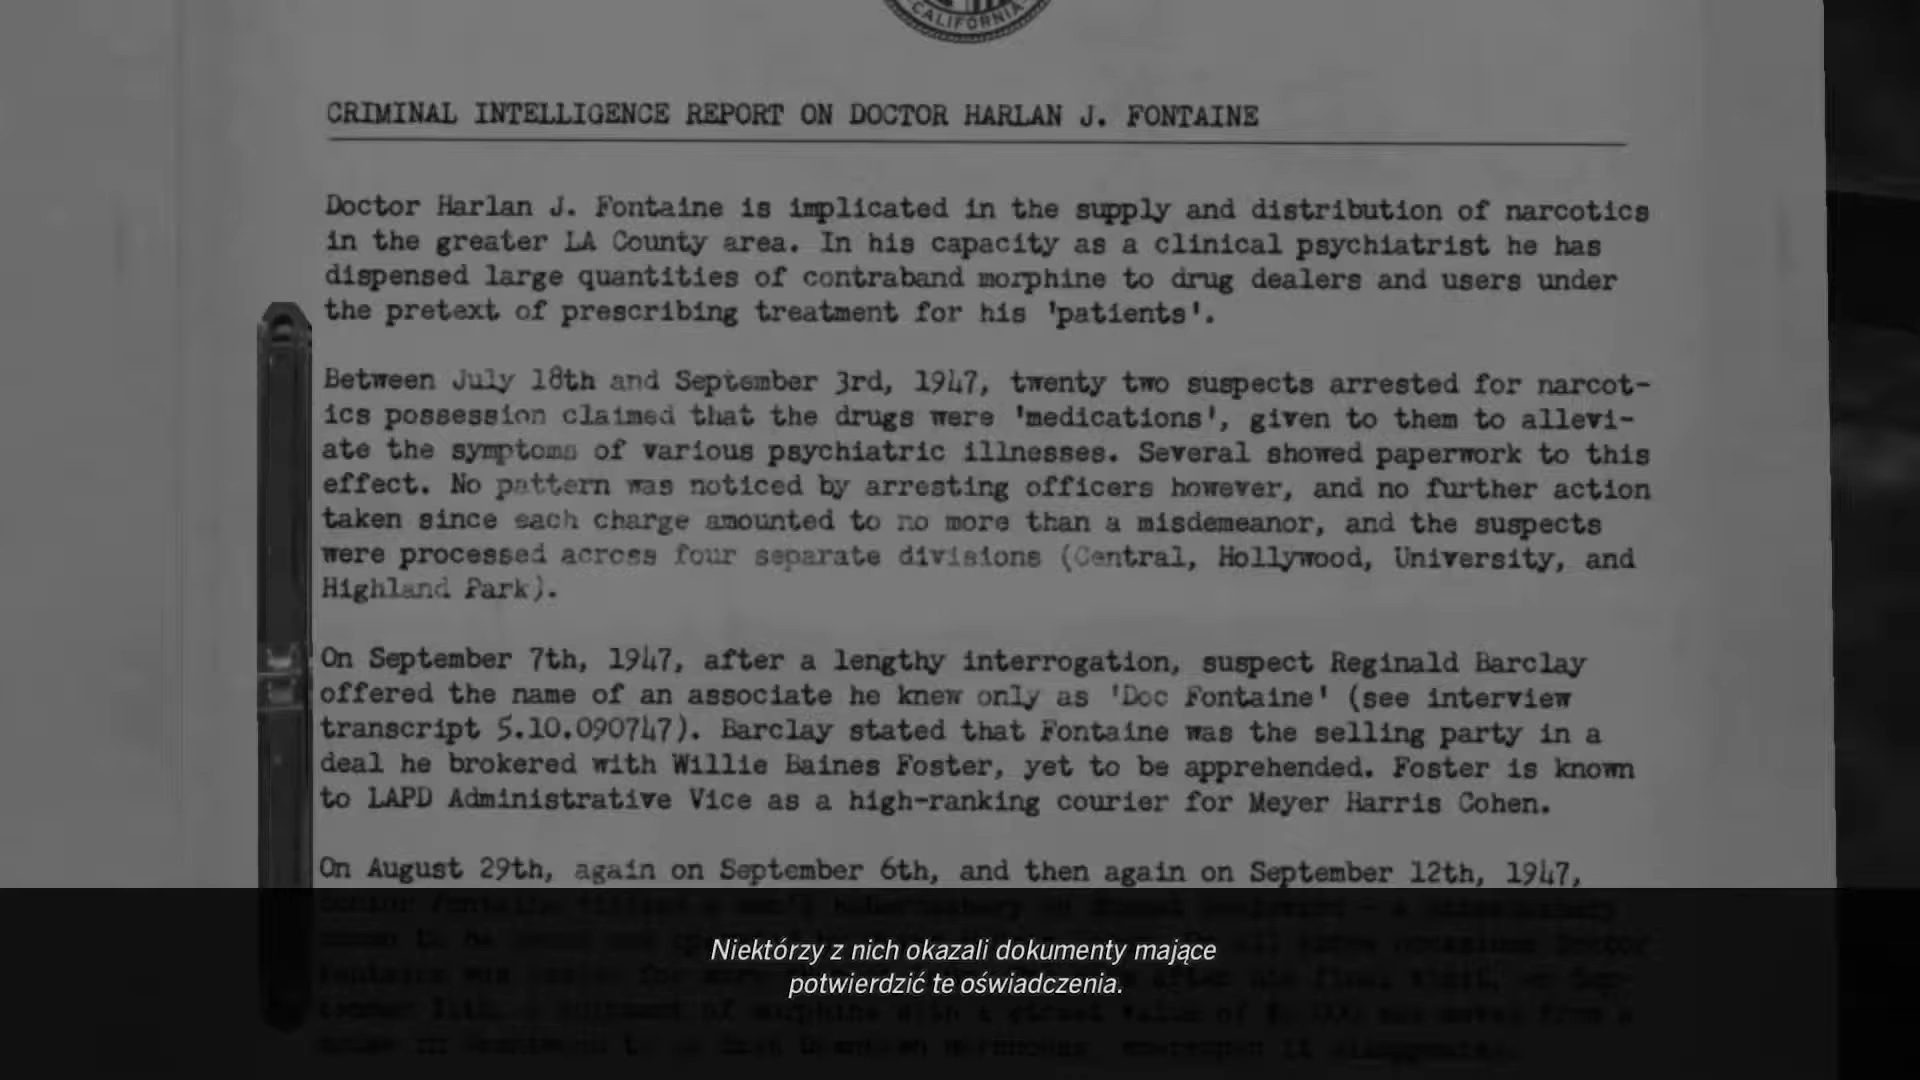 CALIFORNIA
CRIMINAL INTELLIGENCE REPORT ON DOCTOR HARLAN J. FONTAINE
Doctor Harlan J. Fontaine is implicated in the supply and distribution of narcotics
in the greater LA County area. In his capacity as a clinical psychiatrist he has
dispensed large quantities of contraband morphine to drug dealers and users under
the pretext of prescribing treatment for his 'patients'.
Between July 18th and September 3rd, 1947, twenty two suspects arrested for narcot-
ics possession claimed that the drugs were 'medications', given to them to allevi-
ate the symptoms of various psychiatric illnesses. Several showed paperwork to this
effect. No pattern was noticed by arresting officers however, and no further action
taken since each charge amounted to no more than a misdemeanor, and the suspects
were processed across four separate divisions (Central, Hollywood, University, and
Highland Park).
On September 7th, 1947, after a lengthy interrogation, suspect Reginald Barclay
offered the name of an associate he knew only as 'Doc Fontaine' (see interview
transcript 5.10.090747). Barclay stated that Fontaine was the selling party in a
deal he brokered with Willie Baines Foster, yet to be apprehended. Foster is known
to LAPD Administrative Vice as a high-ranking courier for Meyer Harris Cohen.
On August 29th, again on September 6th, and then again on September 12th, 1947,
Niektórzy z nich okazali dokumenty mające
potwierdzić te oświadczenia.